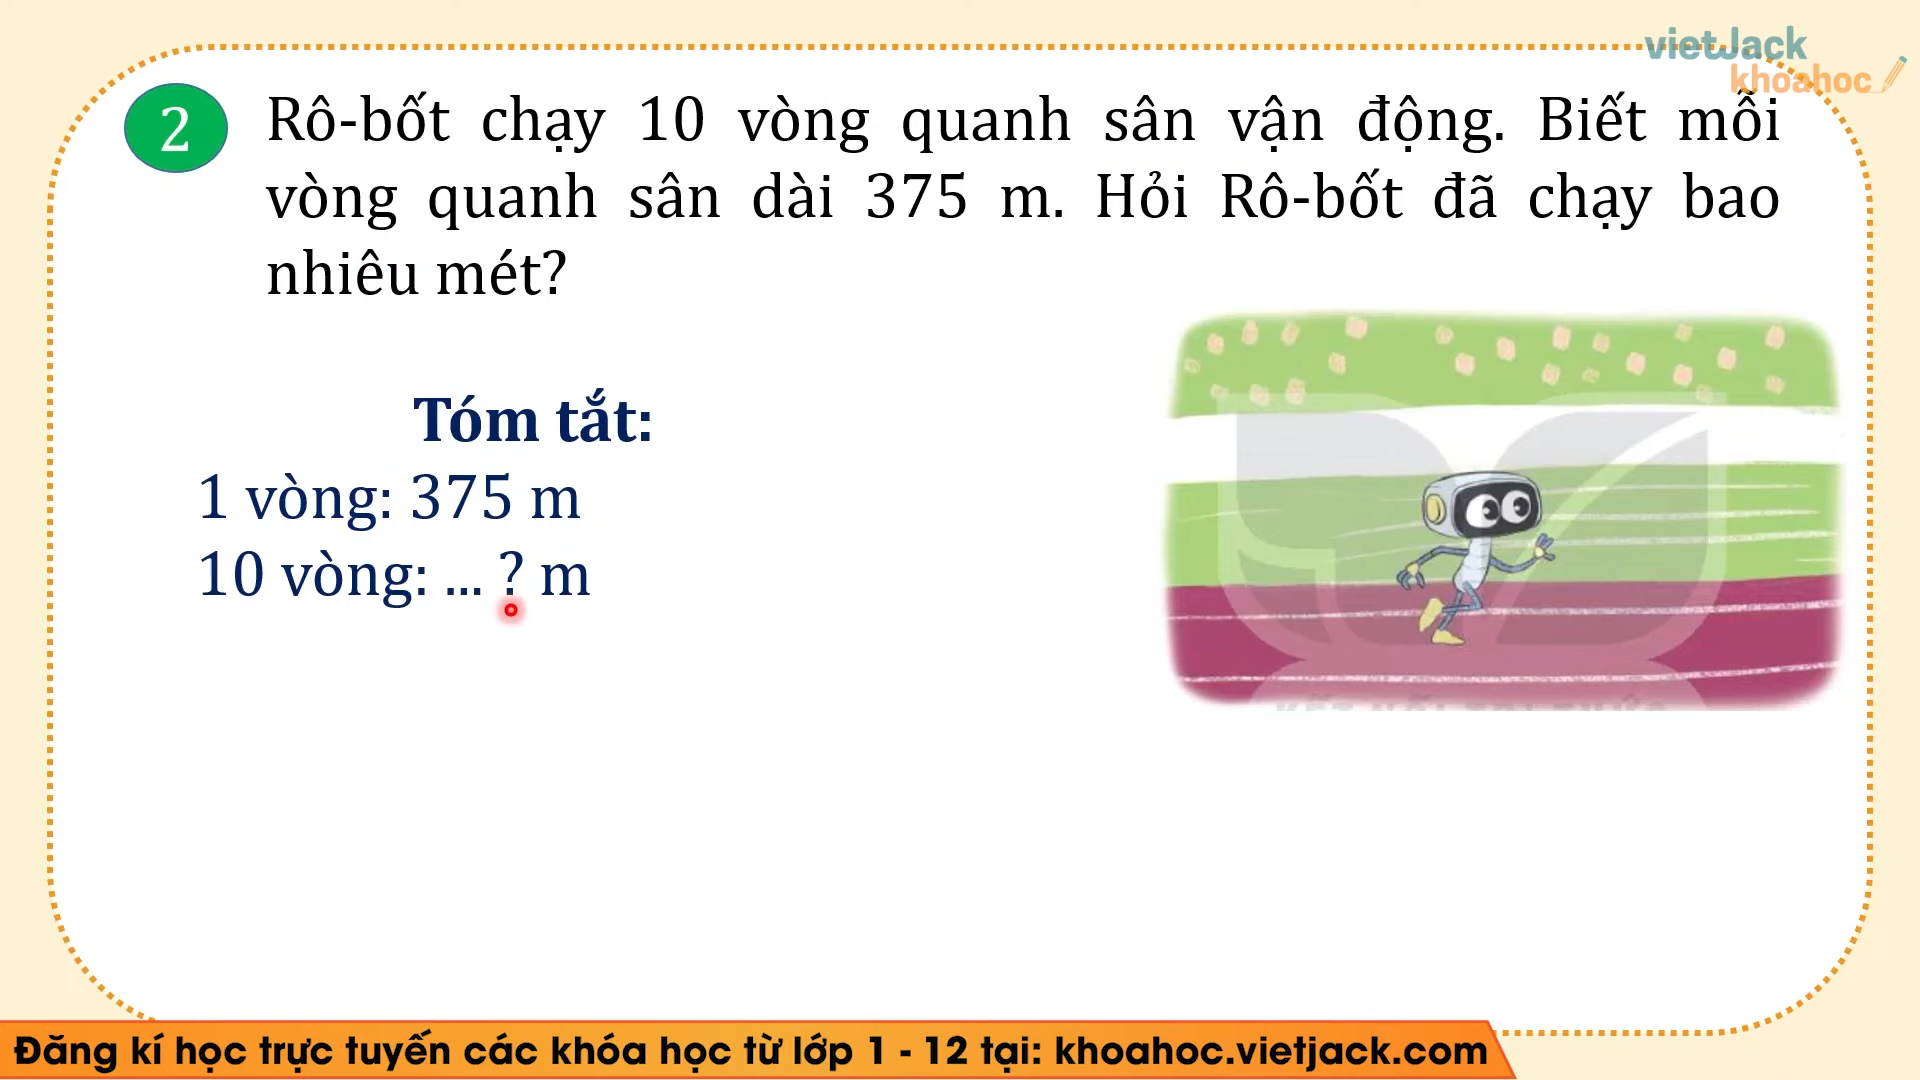 vietJack
khoahoc
2
Rô-bốt chạy 10 vòng quanh sân vận động. Biết mỗi
vòng quanh sân dài 375 m. Hỏi Rô-bốt đã chạy bao
nhiêu mét?
Tóm tắt:
1 vòng: 375 m
10 vòng: ... ? m
Đăng kí học trực tuyến các khóa học từ lớp 1 - 12 tại: khoahoc.vietjack.com